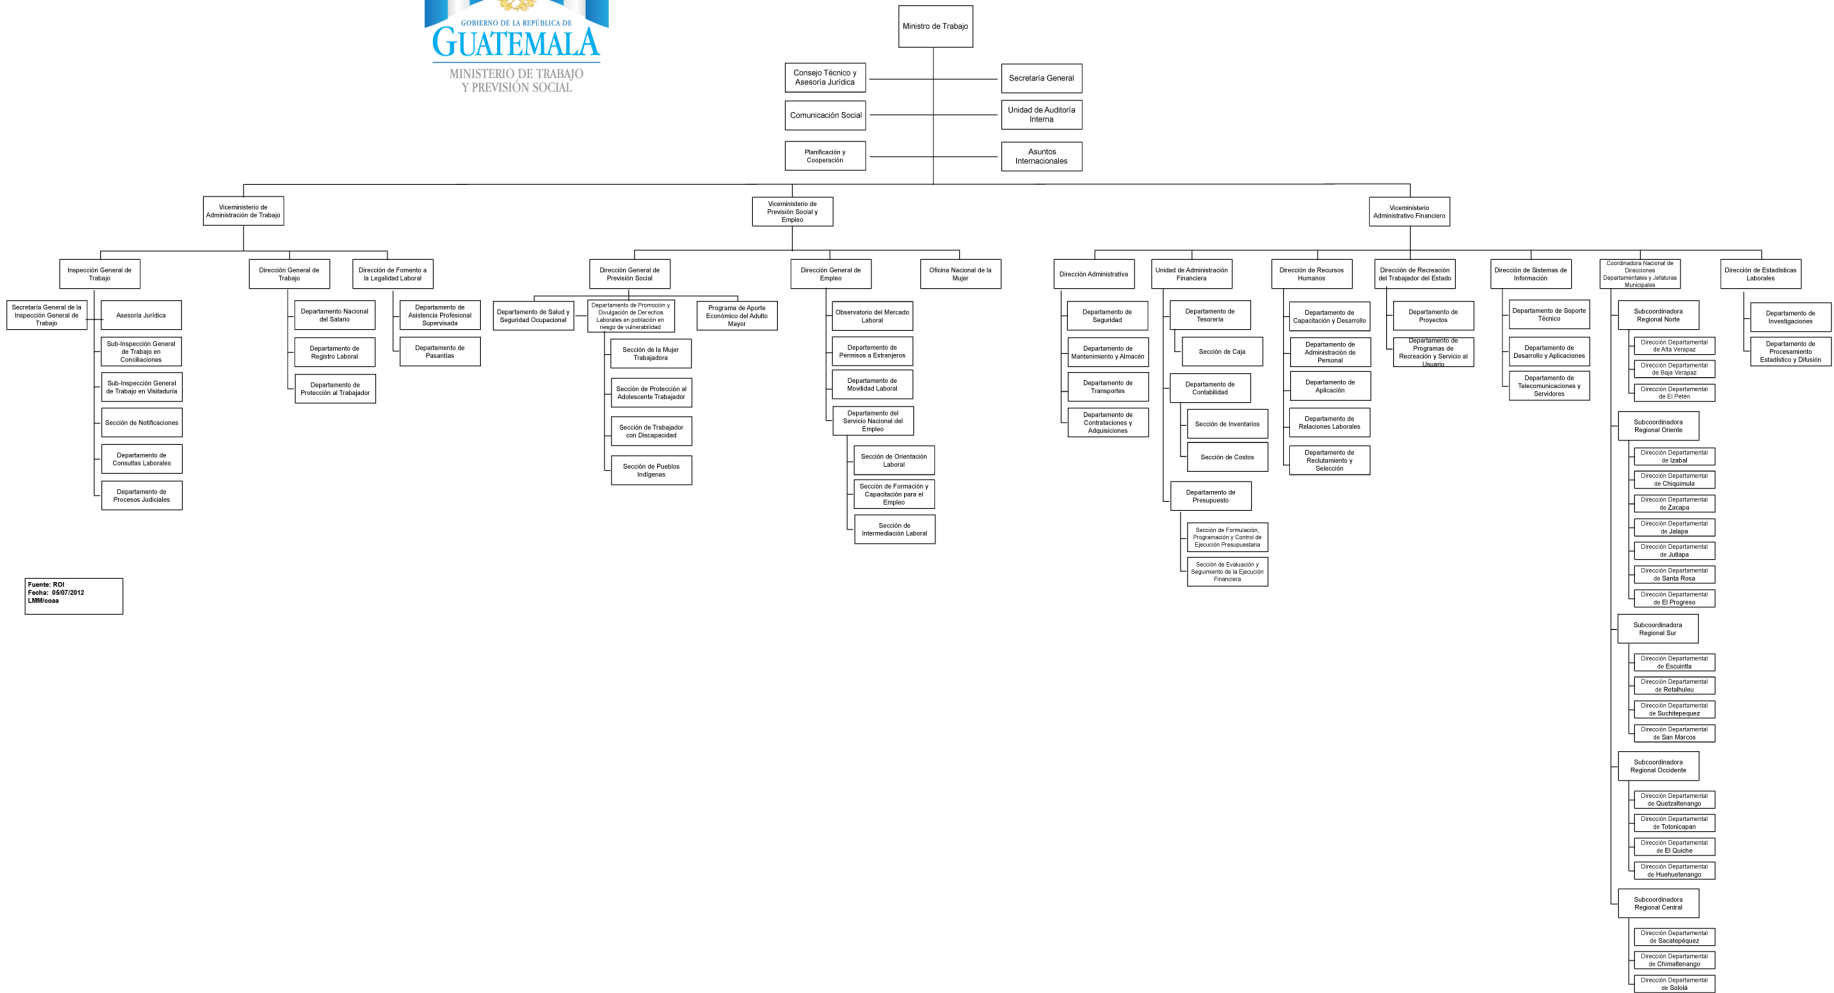 GOBIERNO DE LA REPÚBLICA DE
GUATEMALA
MINISTERIO DE TRABAJO
Y PREVISIÓN SOCIAL
Ministro de Trabajo
Consejo Técnico y
Asesoría Jurídica
Secretaría General
Comunicación Social
Unidad de Auditoría
Interna
Planificación y
Cooperación
Asuntos
Internacionales
Viceministerio de
Administración de Trabajo
Viceministerio de
Previsión Social y
Empleo
Viceministerio
Administrativo Financiero
Inspección General de
Trabajo
Dirección General de
Trabajo
Dirección de Fomento a
la Legalidad Laboral
Dirección General de
Previsión Social
Dirección General de
Empleo
Oficina Nacional de la
Mujer
Dirección Administrativa
Unidad de Administración
Financiera
Dirección de Recursos
Humanos
Dirección de Recreación
del Trabajador del Estado
Dirección de Sistemas de
Información
Coordinadora Nacional de
Direcciones
Departamentales y Jefaturas
Municipales
Dirección de Estadísticas
Laborales
Secretaría General de la
Inspección General de
Trabajo
Asesoría Jurídica
Sub-Inspección General
de Trabajo en
Conciliaciones
Sub-Inspección General
de Trabajo en Visitaduría
Sección de Notificaciones
Departamento de
Consultas Laborales
Departamento de
Procesos Judiciales
Departamento Nacional
del Salario
Departamento de
Registro Laboral
Departamento de
Protección al Trabajador
Departamento de
Asistencia Profesional
Supervisada
Departamento de
Pasantías
Departamento de Salud y
Seguridad Ocupacional
Departamento de Promoción y
Divulgación de Derechos
Laborales en población en
riesgo de vulnerabilidad
Programa de Aporte
Económico del Adulto
Mayor
Sección de la Mujer
Trabajadora
Sección de Protección al
Adolescente Trabajador
Sección de Trabajador
con Discapacidad
Sección de Pueblos
Indígenas
Observatorio del Mercado
Laboral
Departamento de
Permisos a Extranjeros
Departamento de
Movilidad Laboral
Departamento del
Servicio Nacional del
Empleo
Sección de Orientación
Laboral
Sección de Formación y
Capacitación para el
Empleo
Sección de
Intermediación Laboral
Departamento de
Seguridad
Departamento de
Mantenimiento y Almacén
Departamento de
Transportes
Departamento de
Contrataciones y
Adquisiciones
Departamento de
Tesorería
Sección de Caja
Departamento de
Contabilidad
Sección de Inventarios
Sección de Costos
Departamento de
Presupuesto
Sección de Formulación,
Programación y Control de
Ejecución Presupuestaria
Sección de Evaluación y
Seguimiento de la Ejecución
Financiera
Departamento de
Capacitación y Desarrollo
Departamento de
Administración de
Personal
Departamento de
Aplicación
Departamento de
Relaciones Laborales
Departamento de
Reclutamiento y
Selección
Departamento de
Proyectos
Departamento de
Programas de
Recreación y Servicio al
Usuario
Departamento de Soporte
Técnico
Departamento de
Desarrollo y Aplicaciones
Departamento de
Telecomunicaciones y
Servidores
Subcoordinadora
Regional Norte
Dirección Departamental
de Alta Verapaz
Dirección Departamental
de Baja Verapaz
Dirección Departamental
de El Petén
Subcoordinadora
Regional Oriente
Dirección Departamental
de Izabal
Dirección Departamental
de Chiquimula
Dirección Departamental
de Zacapa
Dirección Departamental
de Jalapa
Dirección Departamental
de Jutiapa
Dirección Departamental
de Santa Rosa
Dirección Departamental
de El Progreso
Subcoordinadora
Regional Sur
Dirección Departamental
de Escuintla
Dirección Departamental
de Retalhuleu
Dirección Departamental
de Suchitepequez
Dirección Departamental
de San Marcos
Subcoordinadora
Regional Occidente
Dirección Departamental
de Quetzaltenango
Dirección Departamental
de Totonicapan
Dirección Departamental
de El Quiche
Dirección Departamental
de Huehuetenango
Subcoordinadora
Regional Central
Dirección Departamental
de Sacatepéquez
Dirección Departamental
de Chimaltenango
Dirección Departamental
de Sololá
Departamento de
Investigaciones
Departamento de
Procesamiento
Estadístico y Difusión
Fuente: ROI
Fecha: 05/07/2012
LMM/coaa